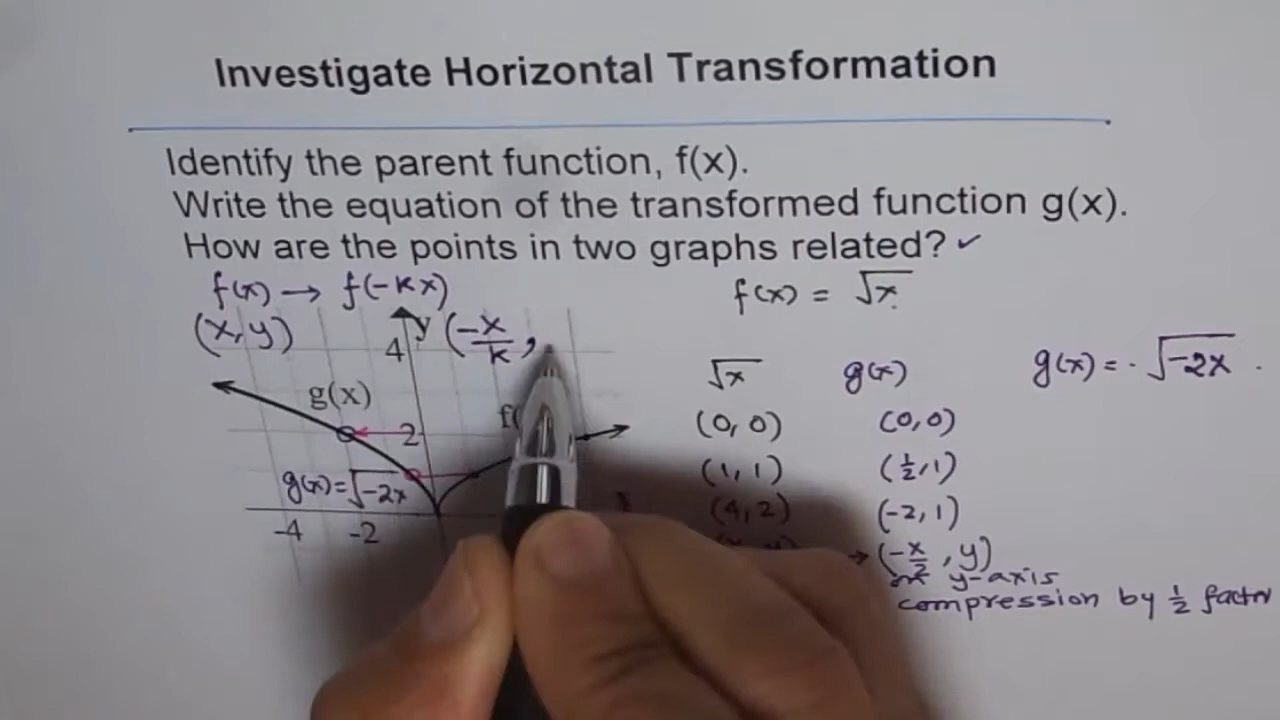 Investigate Horizontal Transformation
Identify the parent function, f(x).
Write the equation of the transformed function g(x).
How are the points in two graphs related? ✓
f(x) → f(-kx)
(x, y)
(-x/k ,
f(x) = √x
g(x) = √-2x
y
4
g(x)
f(
2
g(x)=√-2x
-4
-2
√x
g(x)
(0, 0)
(0, 0)
(1, 1)
(½, 1)
(4, 2)
(-2, 1)
→ (-x/2 , y)
y-axis
compression by ½ factor